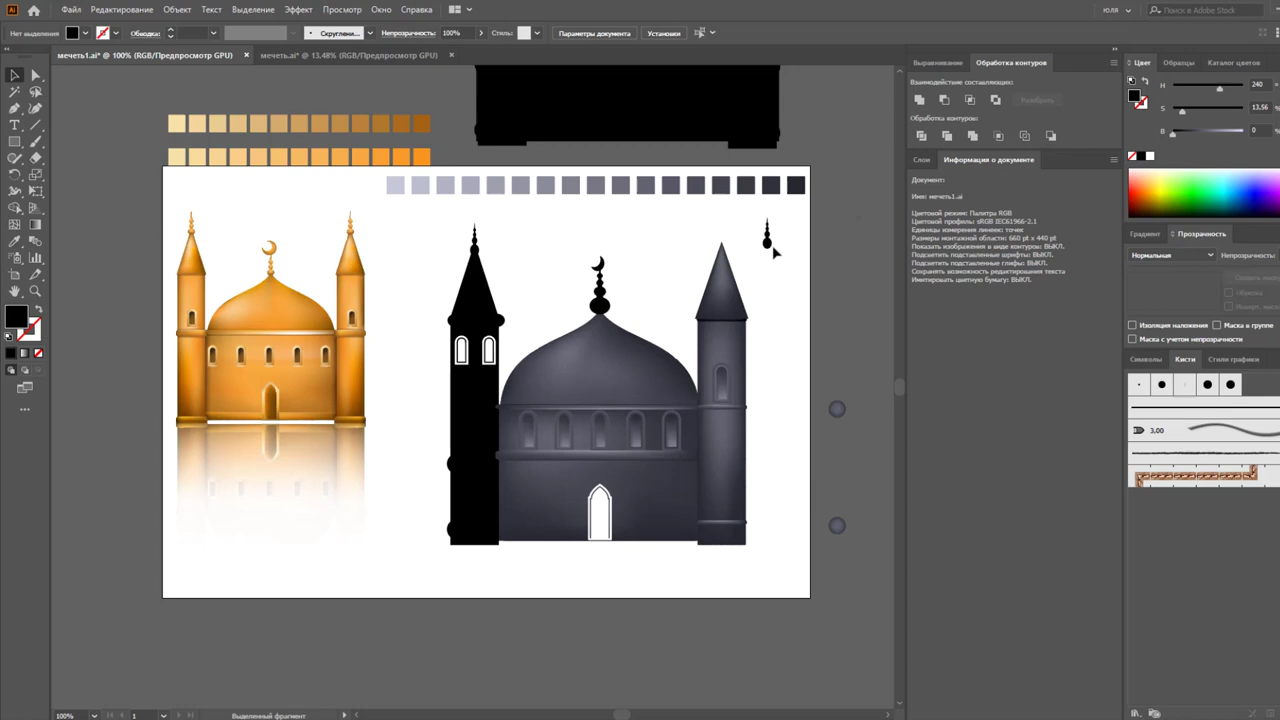 Ai Файл Редактирование Объект Текст Выделение Эффект Просмотр Окно Справка ЮЛЯ Поиск в Adobe Stock
Нет выделения Обводка: Скруглени... Непрозрачность: 100% Стиль: Параметры документа Установки
мечеть1.ai* @ 100% (RGB/Предпросмотр GPU) × мечеть.ai* @ 13,48% (RGB/Предпросмотр GPU) ×
Выравнивание Обработка контуров
Взаимодействие составляющих:
Разобрать
Обработка контуров:
Слои Информация о документе
Документ:
Имя: мечеть1.ai
Цветовой режим: Палитра RGB
Цветовой профиль: sRGB IEC61966-2.1
Единицы измерения линеек: точек
Размеры монтажной области: 660 pt x 440 pt
Показать изображения в виде контуров: ВЫКЛ.
Подсветить подставленные шрифты: ВЫКЛ.
Подсветить подставленные глифы: ВЫКЛ.
Сохранять возможность редактирования текста
Имитировать цветную бумагу: ВЫКЛ.
Цвет Образцы Каталог цветов
H 240
S 13.56
B 0
Градиент Прозрачность
Нормальная Непрозрачность:
Обтравка
Изоляция наложения Маска в группе
Маска с учетом непрозрачности
Символы Кисти Стили графики
3,00
100% 1 Выделенный фрагмент